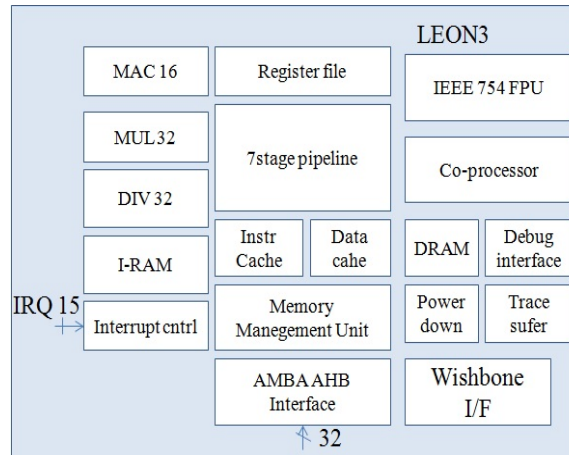 LEON3
MAC 16
Register file
IEEE 754 FPU
MUL32
7stage pipeline
Co-processor
DIV 32
Instr
Cache
Data
cahe
DRAM
Debug
interface
I-RAM
IRQ 15
Interrupt cntrl
Memory
Manegement Unit
Power
down
Trace
sufer
AMBA AHB
Interface
Wishbone
I/F
32